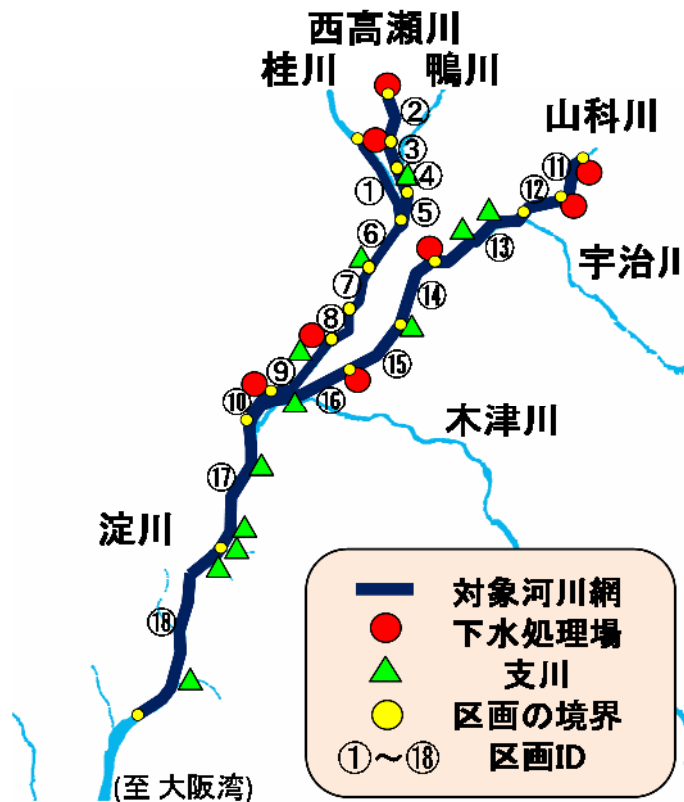 西高瀬川
桂川
鴨川
②
山科川
③
④
⑪
①
⑫
⑤
⑥
⑬
宇治川
⑦
⑭
⑧
⑮
⑨
⑯
⑩
木津川
⑰
淀川
対象河川網
下水処理場
⑱
支川
区画の境界
①~⑱ 区画ID
(至 大阪湾)